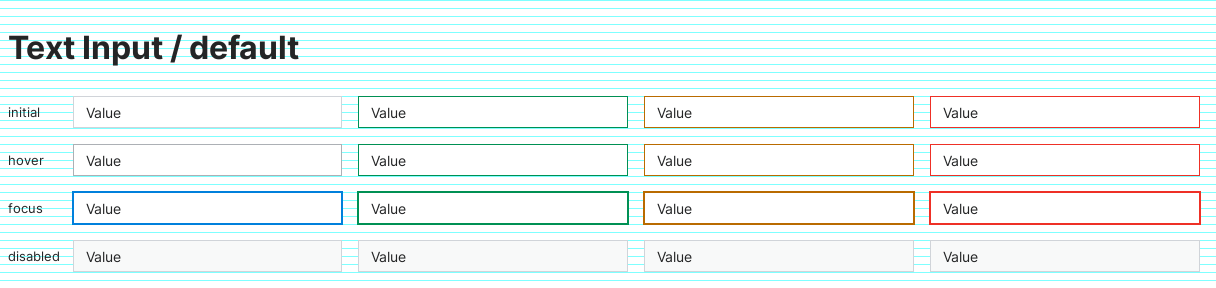 Text Input / default
initial Value Value Value Value
hover Value Value Value Value
focus Value Value Value Value
disabled Value Value Value Value